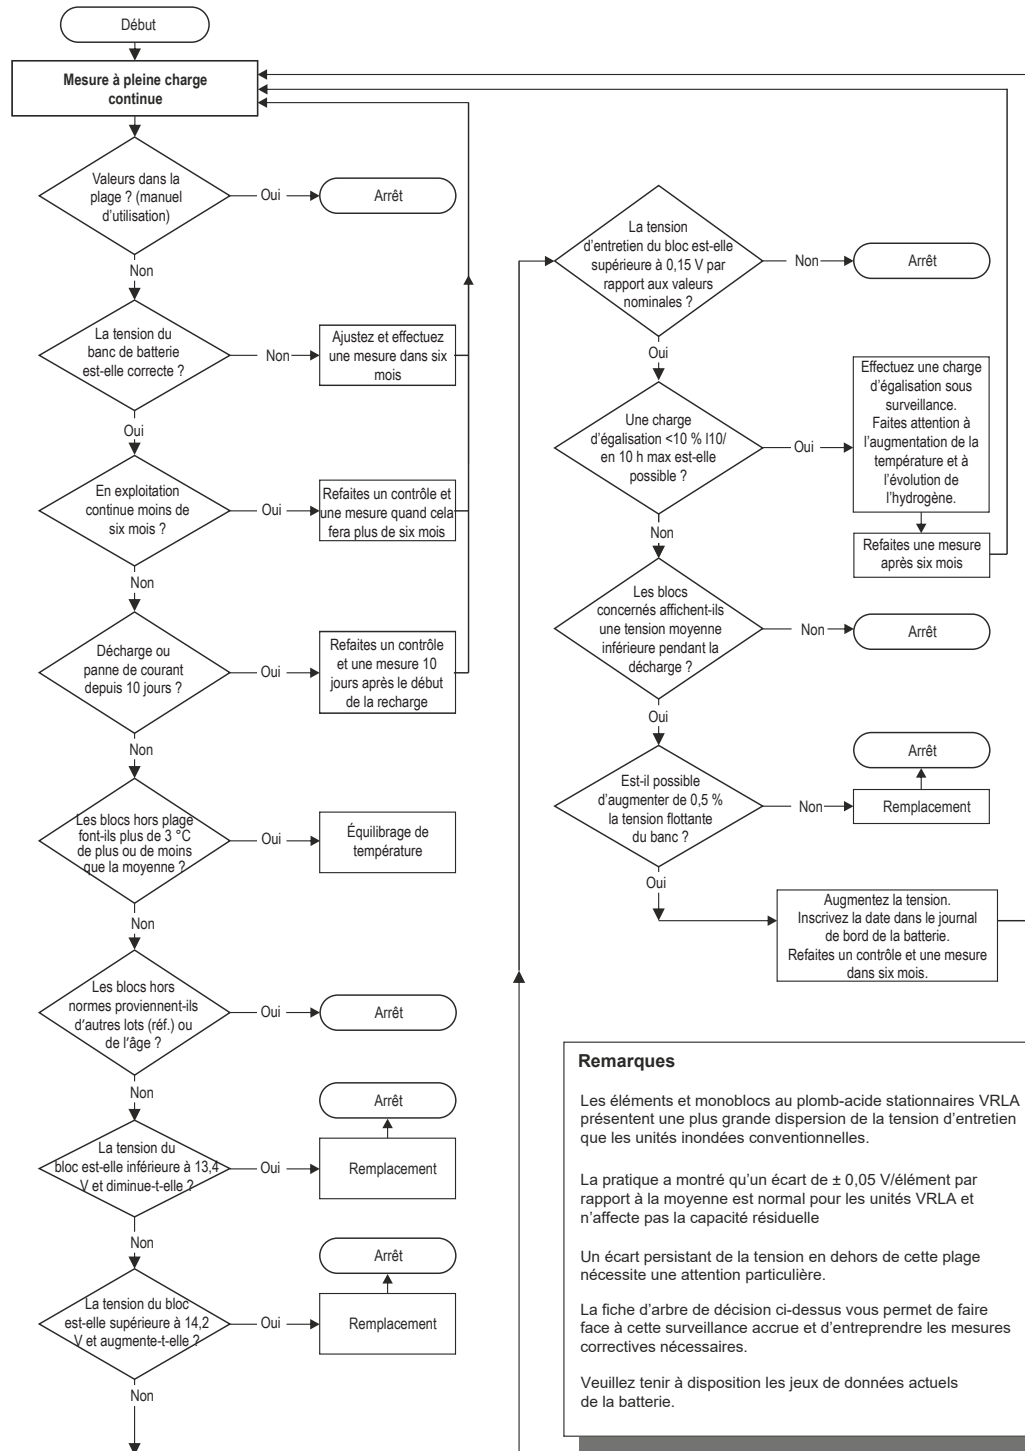 Début
Mesure à pleine charge
continue
Valeurs dans la
plage ? (manuel
d’utilisation)
Oui
Arrêt
Non
La tension du
banc de batterie
est-elle correcte ?
Non
Ajustez et effectuez
une mesure dans six
mois
Oui
En exploitation
continue moins de
six mois ?
Oui
Refaites un contrôle et
une mesure quand cela
fera plus de six mois
Non
Décharge ou
panne de courant
depuis 10 jours ?
Oui
Refaites un contrôle
et une mesure 10
jours après le début
de la recharge
Non
Les blocs hors plage
font-ils plus de 3 °C
de plus ou de moins
que la moyenne ?
Oui
Équilibrage de
température
Non
Les blocs hors
normes proviennent-ils
d’autres lots (réf.) ou
de l’âge ?
Oui
Arrêt
Non
La tension du
bloc est-elle inférieure à 13,4
V et diminue-t-elle ?
Oui
Remplacement
Arrêt
Non
La tension du bloc
est-elle supérieure à 14,2
V et augmente-t-elle ?
Oui
Remplacement
Arrêt
Non
La tension
d’entretien du bloc est-elle
supérieure à 0,15 V par
rapport aux valeurs
nominales ?
Non
Arrêt
Oui
Une charge
d’égalisation <10 % I10/
en 10 h max est-elle
possible ?
Oui
Effectuez une charge
d’égalisation sous
surveillance.
Faites attention à
l’augmentation de la
température et à
l’évolution de
l’hydrogène.
Refaites une mesure
après six mois
Non
Les blocs
concernés affichent-ils
une tension moyenne
inférieure pendant la
décharge ?
Non
Arrêt
Oui
Est-il possible
d’augmenter de 0,5 %
la tension flottante
du banc ?
Non
Remplacement
Arrêt
Oui
Augmentez la tension.
Inscrivez la date dans le journal
de bord de la batterie.
Refaites un contrôle et une mesure
dans six mois.
Remarques
Les éléments et monoblocs au plomb-acide stationnaires VRLA
présentent une plus grande dispersion de la tension d’entretien
que les unités inondées conventionnelles.
La pratique a montré qu’un écart de ± 0,05 V/élément par
rapport à la moyenne est normal pour les unités VRLA et
n’affecte pas la capacité résiduelle
Un écart persistant de la tension en dehors de cette plage
nécessite une attention particulière.
La fiche d’arbre de décision ci-dessus vous permet de faire
face à cette surveillance accrue et d’entreprendre les mesures
correctives nécessaires.
Veuillez tenir à disposition les jeux de données actuels
de la batterie.